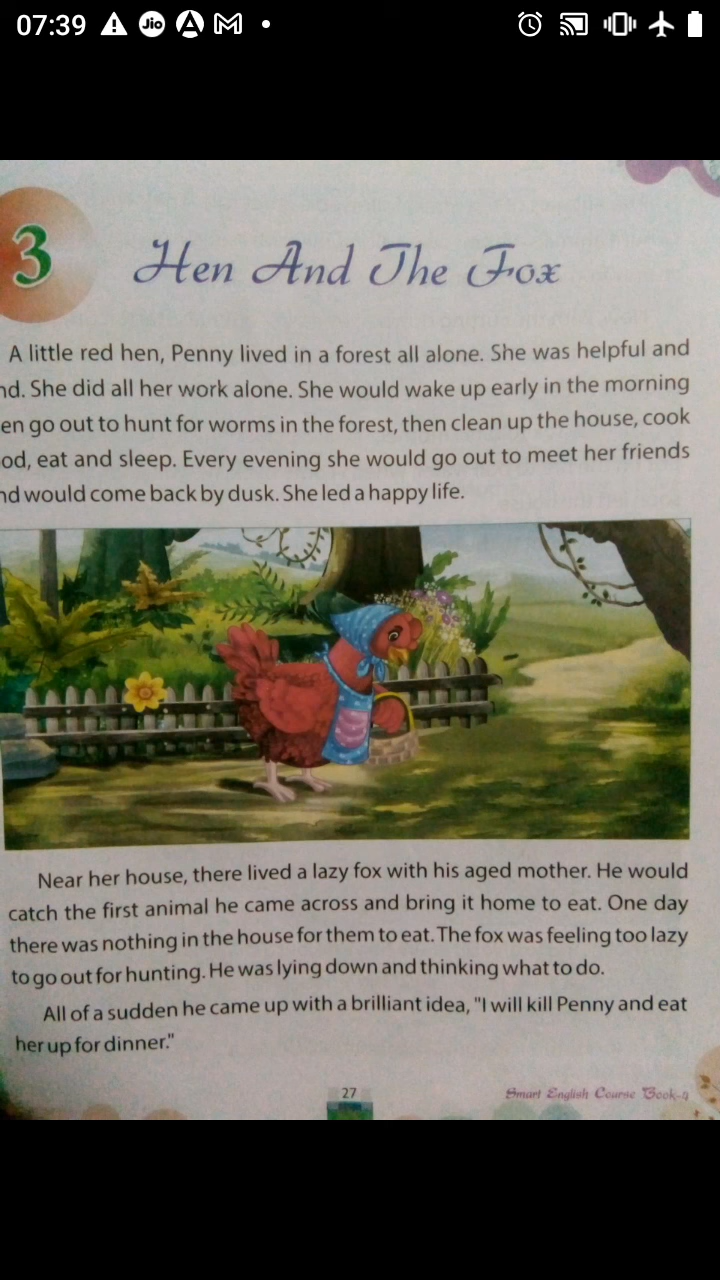 07:39
Jio
3
Hen And The Fox
A little red hen, Penny lived in a forest all alone. She was helpful and
nd. She did all her work alone. She would wake up early in the morning
en go out to hunt for worms in the forest, then clean up the house, cook
od, eat and sleep. Every evening she would go out to meet her friends
nd would come back by dusk. She led a happy life.
Near her house, there lived a lazy fox with his aged mother. He would
catch the first animal he came across and bring it home to eat. One day
there was nothing in the house for them to eat. The fox was feeling too lazy
to go out for hunting. He was lying down and thinking what to do.
All of a sudden he came up with a brilliant idea, "I will kill Penny and eat
her up for dinner."
27
Smart English Course Book-4